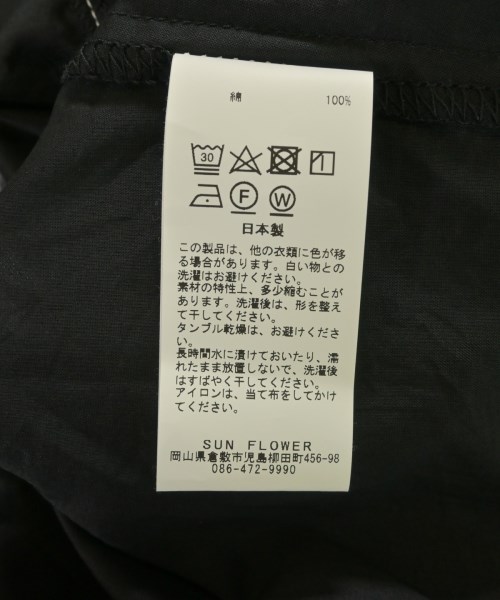 綿 100%
30
F W
日本製
この製品は、他の衣類に色が移
る場合があります。白い物との
洗濯はお避けください。
素材の特性上、多少縮むことが
あります。洗濯後は、形を整え
て干してください。
タンブル乾燥は、お避けくださ
い。
長時間水に漬けておいたり、濡
れたまま放置しないで、洗濯後
はすばやく干してください。
アイロンは、当て布をしてかけ
てください。
SUN FLOWER
岡山県倉敷市児島柳田町456-98
086-472-9990